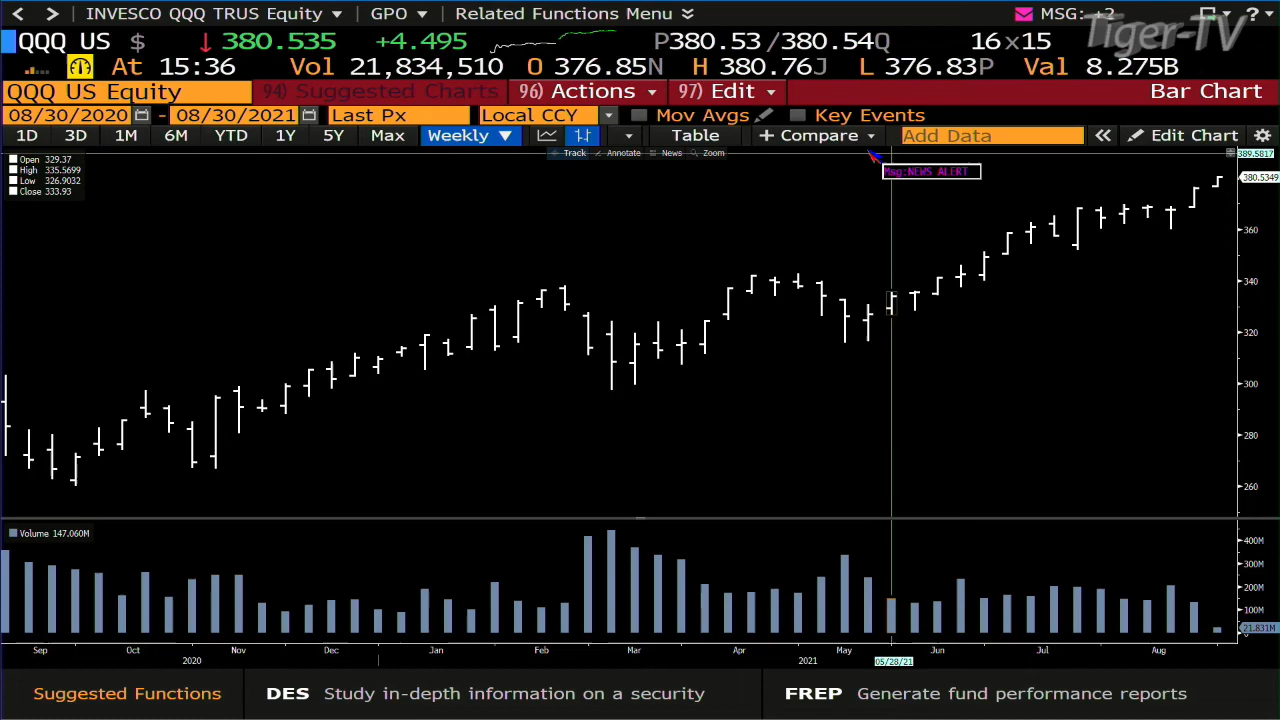 INVESCO QQQ TRUS Equity GPO Related Functions Menu MSG: +2 ?
Tiger-TV
QQQ US $ 380.535 +4.495 P380.53/380.54Q 16x15
At 15:36 Vol 21,834,510 O 376.85N H 380.76J L 376.83P Val 8.275B
QQQ US Equity 94) Suggested Charts 96) Actions 97) Edit Bar Chart
08/30/2020 - 08/30/2021 Last Px Local CCY Mov Avgs Key Events
1D 3D 1M 6M YTD 1Y 5Y Max Weekly Table + Compare Add Data Edit Chart
Track Annotate News Zoom
Open 329.37
High 335.5699
Low 326.9032
Close 333.93
Msg:NEWS ALERT
389.5817
380.5349
360
340
320
300
280
260
Volume 147.060M
400M
300M
200M
100M
21.831M
0
Sep Oct Nov Dec Jan Feb Mar Apr May Jun Jul Aug
2020 2021 05/28/21
Suggested Functions DES Study in-depth information on a security FREP Generate fund performance reports